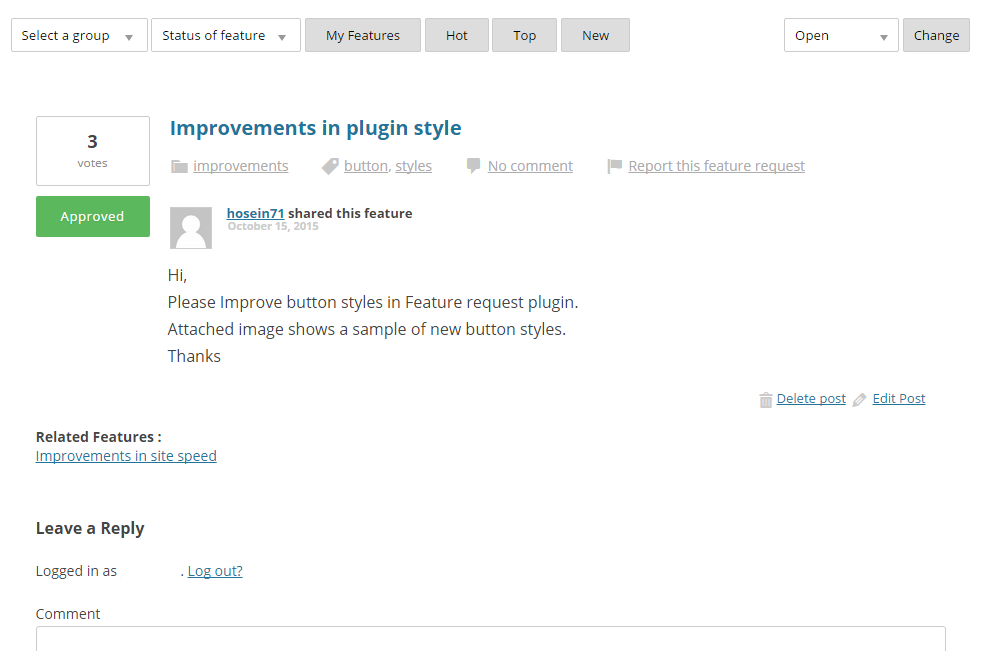 Select a group Status of feature My Features Hot Top New Open Change
3
votes
Approved
Improvements in plugin style
improvements button, styles No comment Report this feature request
hosein71 shared this feature
October 15, 2015
Hi,
Please Improve button styles in Feature request plugin.
Attached image shows a sample of new button styles.
Thanks
Delete post Edit Post
Related Features :
Improvements in site speed
Leave a Reply
Logged in as . Log out?
Comment